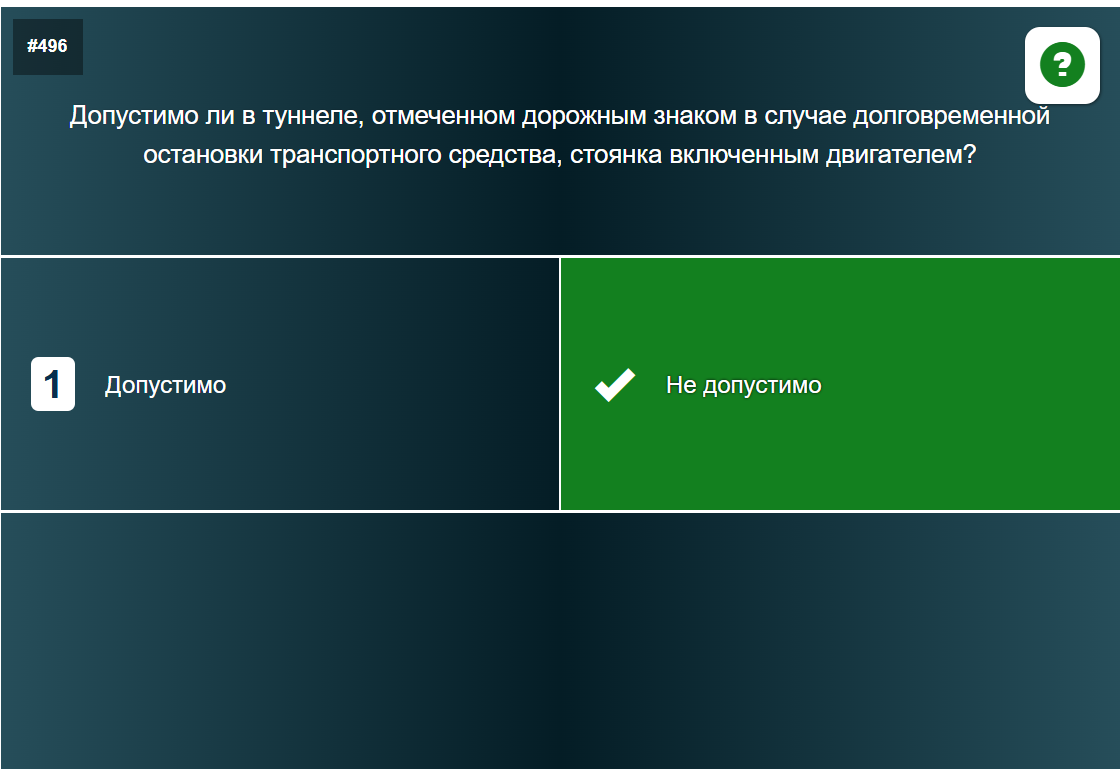 #496
?
Допустимо ли в туннеле, отмеченном дорожным знаком в случае долговременной
остановки транспортного средства, стоянка включенным двигателем?
1 Допустимо
Не допустимо